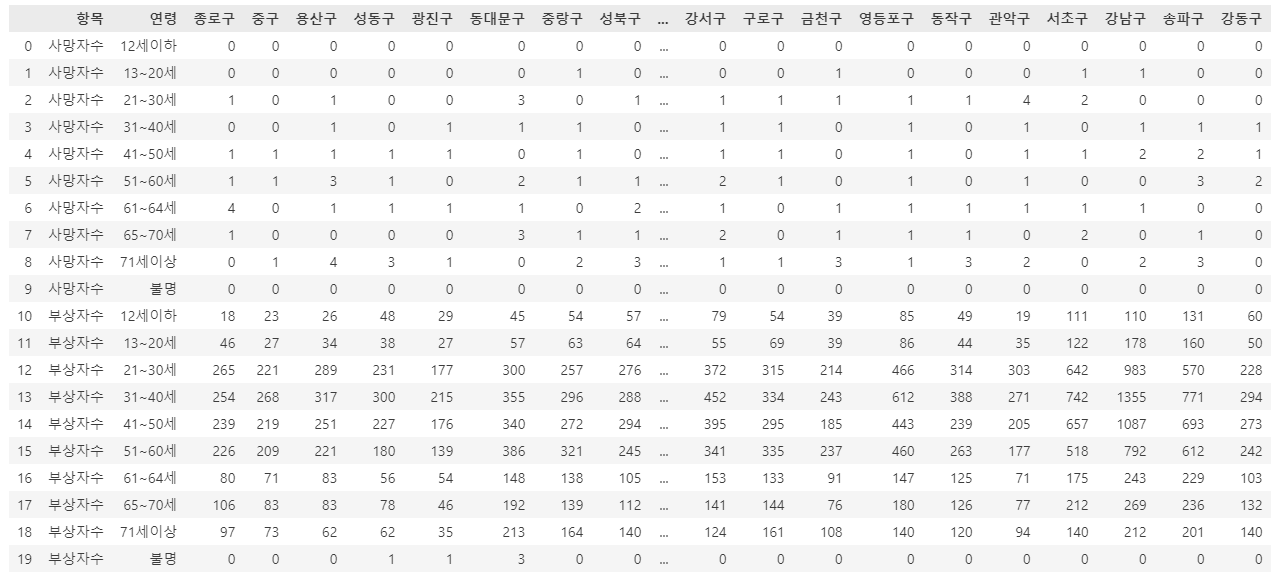 항목 연령 종로구 중구 용산구 성동구 광진구 동대문구 중랑구 성북구 ... 강서구 구로구 금천구 영등포구 동작구 관악구 서초구 강남구 송파구 강동구
0 사망자수 12세이하 0 0 0 0 0 0 0 0 ... 0 0 0 0 0 0 0 0 0 0
1 사망자수 13~20세 0 0 0 0 0 0 1 0 ... 0 0 1 0 0 0 1 1 0 0
2 사망자수 21~30세 1 0 1 0 0 3 0 1 ... 1 1 1 1 1 4 2 0 0 0
3 사망자수 31~40세 0 0 1 0 1 1 1 0 ... 1 1 0 1 0 1 0 1 1 1
4 사망자수 41~50세 1 1 1 1 1 0 1 0 ... 1 1 0 1 0 1 1 2 2 1
5 사망자수 51~60세 1 1 3 1 0 2 1 1 ... 2 1 0 1 0 1 0 0 3 2
6 사망자수 61~64세 4 0 1 1 1 1 0 2 ... 1 0 1 1 1 1 1 1 0 0
7 사망자수 65~70세 1 0 0 0 0 3 1 1 ... 2 0 1 1 1 0 2 0 1 0
8 사망자수 71세이상 0 1 4 3 1 0 2 3 ... 1 1 3 1 3 2 0 2 3 0
9 사망자수 불명 0 0 0 0 0 0 0 0 ... 0 0 0 0 0 0 0 0 0 0
10 부상자수 12세이하 18 23 26 48 29 45 54 57 ... 79 54 39 85 49 19 111 110 131 60
11 부상자수 13~20세 46 27 34 38 27 57 63 64 ... 55 69 39 86 44 35 122 178 160 50
12 부상자수 21~30세 265 221 289 231 177 300 257 276 ... 372 315 214 466 314 303 642 983 570 228
13 부상자수 31~40세 254 268 317 300 215 355 296 288 ... 452 334 243 612 388 271 742 1355 771 294
14 부상자수 41~50세 239 219 251 227 176 340 272 294 ... 395 295 185 443 239 205 657 1087 693 273
15 부상자수 51~60세 226 209 221 180 139 386 321 245 ... 341 335 237 460 263 177 518 792 612 242
16 부상자수 61~64세 80 71 83 56 54 148 138 105 ... 153 133 91 147 125 71 175 243 229 103
17 부상자수 65~70세 106 83 83 78 46 192 139 112 ... 141 144 76 180 126 77 212 269 236 132
18 부상자수 71세이상 97 73 62 62 35 213 164 140 ... 124 161 108 140 120 94 140 212 201 140
19 부상자수 불명 0 0 0 1 1 3 0 0 ... 0 0 0 0 0 0 0 0 0 0